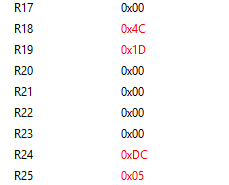 R17 0x00
R18 0x4C
R19 0x1D
R20 0x00
R21 0x00
R22 0x00
R23 0x00
R24 0xDC
R25 0x05